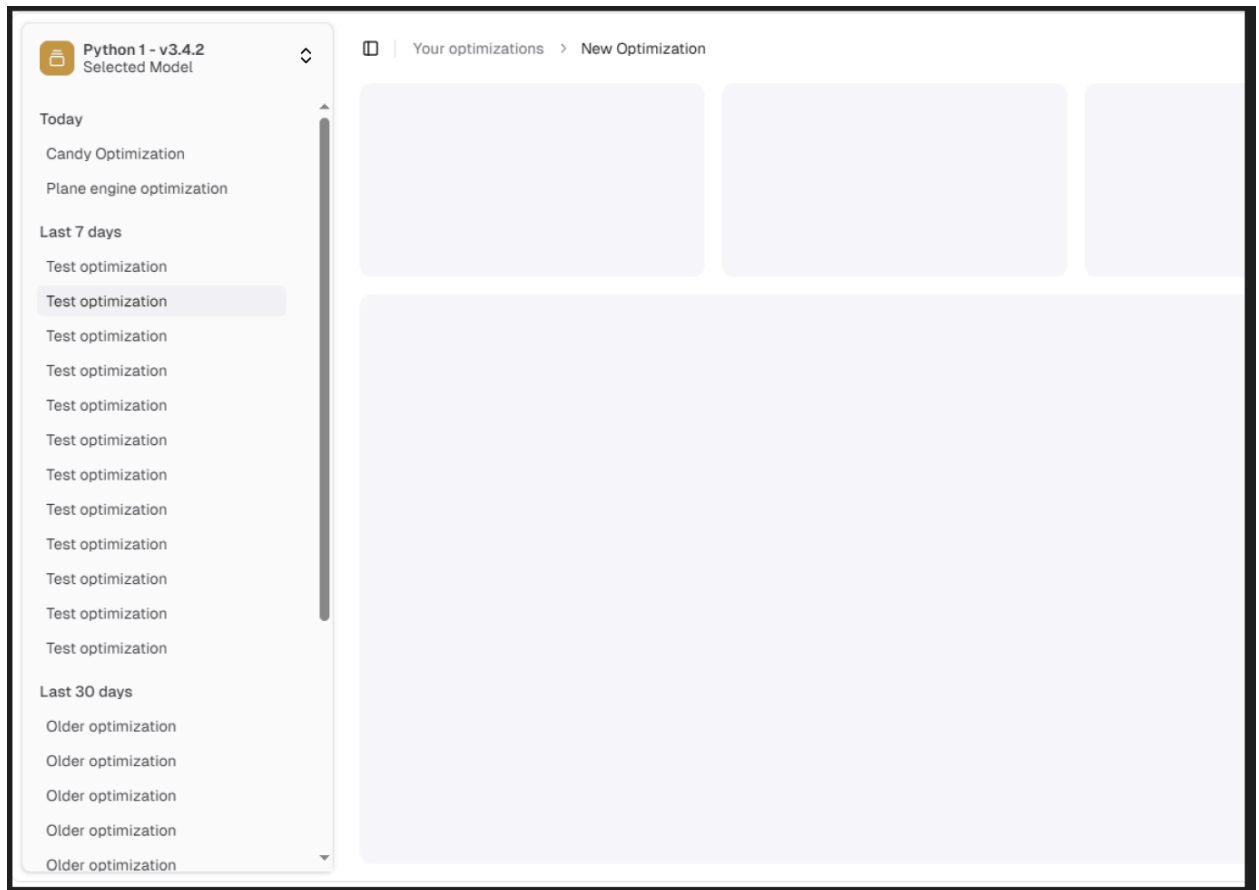 Python 1 - v3.4.2
Selected Model
Today
Candy Optimization
Plane engine optimization
Last 7 days
Test optimization
Test optimization
Test optimization
Test optimization
Test optimization
Test optimization
Test optimization
Test optimization
Test optimization
Test optimization
Test optimization
Test optimization
Last 30 days
Older optimization
Older optimization
Older optimization
Older optimization
Older optimization
Your optimizations > New Optimization